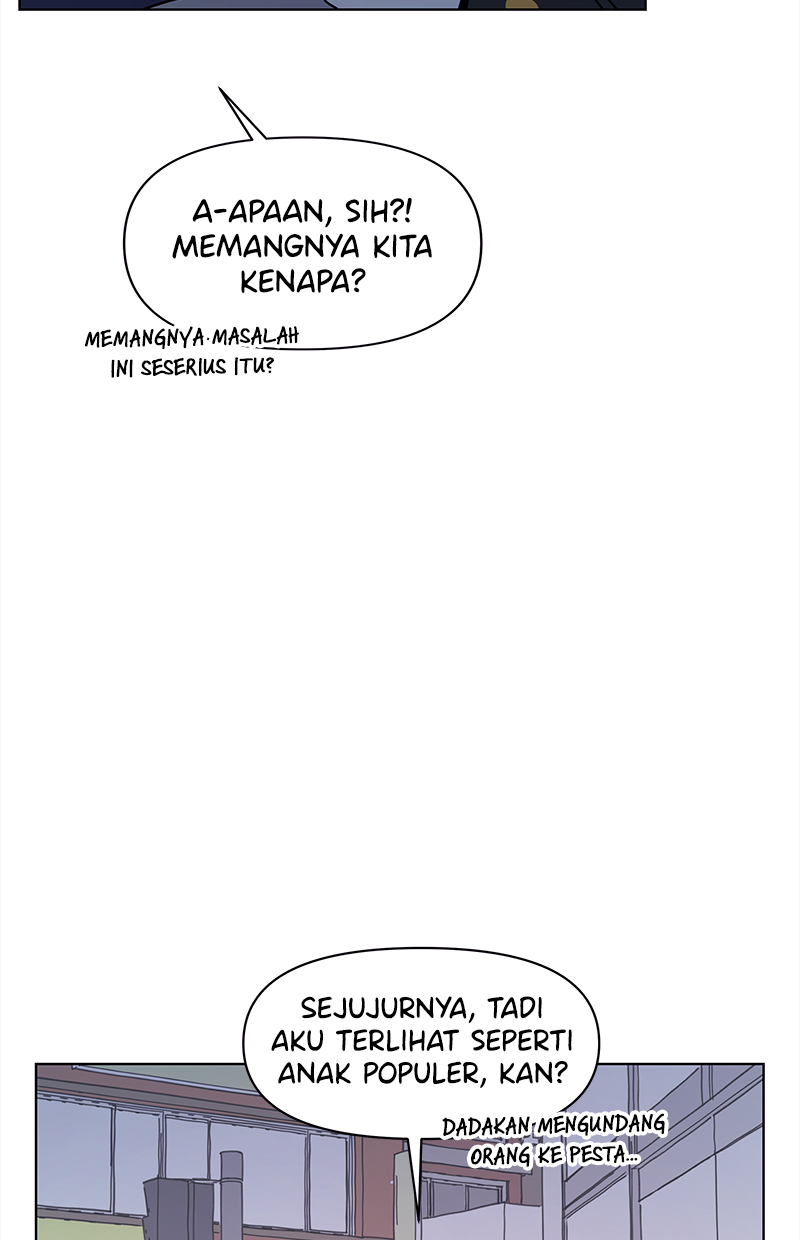 A-APAAN, SIH?!
MEMANGNYA KITA
KENAPA?
MEMANGNYA MASALAH
INI SESERIUS ITU?
SEJUJURNYA, TADI
AKU TERLIHAT SEPERTI
ANAK POPULER, KAN?
DADAKAN MENGUNDANG
ORANG KE PESTA...